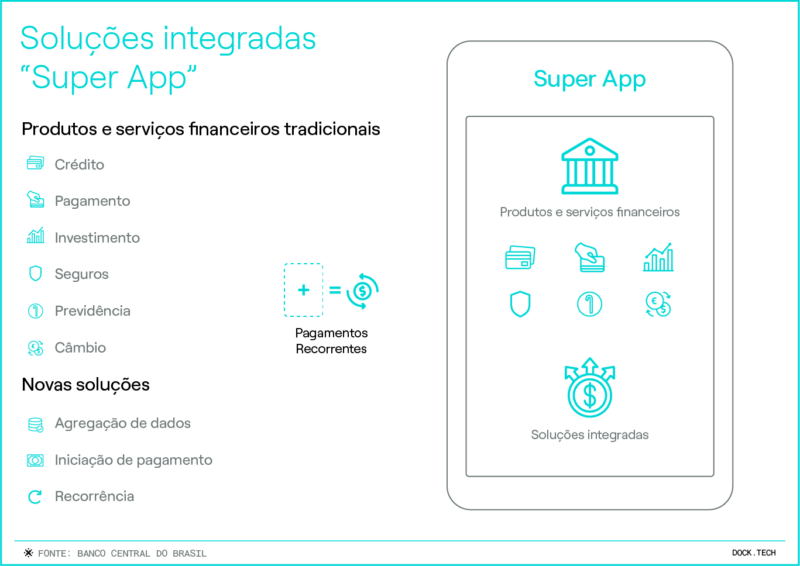 Soluções integradas
“Super App”
Produtos e serviços financeiros tradicionais
Crédito
Pagamento
Investimento
Seguros
Previdência
Câmbio
Novas soluções
Agregação de dados
Iniciação de pagamento
Recorrência
+ = $
Pagamentos
Recorrentes
Super App
Produtos e serviços financeiros
€
$
$
Soluções integradas
FONTE: BANCO CENTRAL DO BRASIL
DOCK.TECH